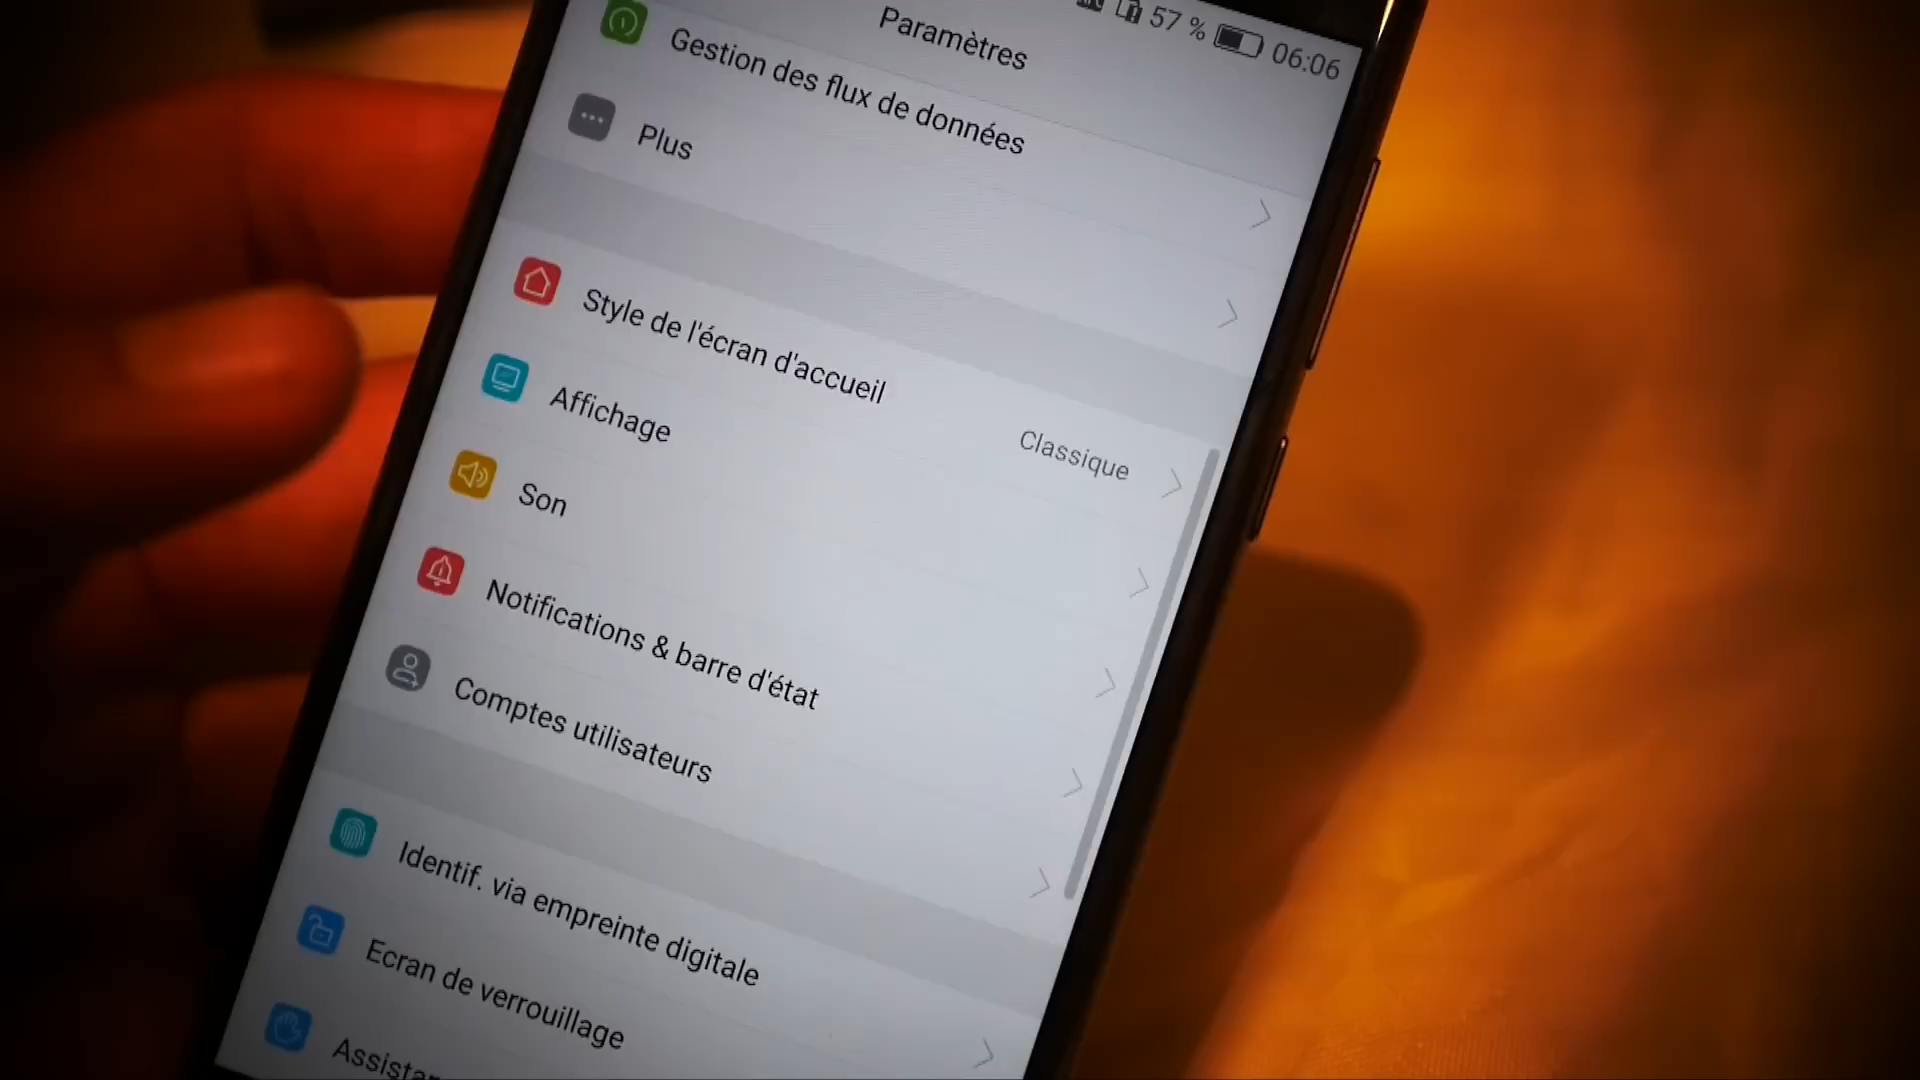 57 % 06:06
Paramètres
Gestion des flux de données
Plus
Style de l'écran d'accueil
Classique
Affichage
Son
Notifications & barre d'état
Comptes utilisateurs
Identif. via empreinte digitale
Ecran de verrouillage